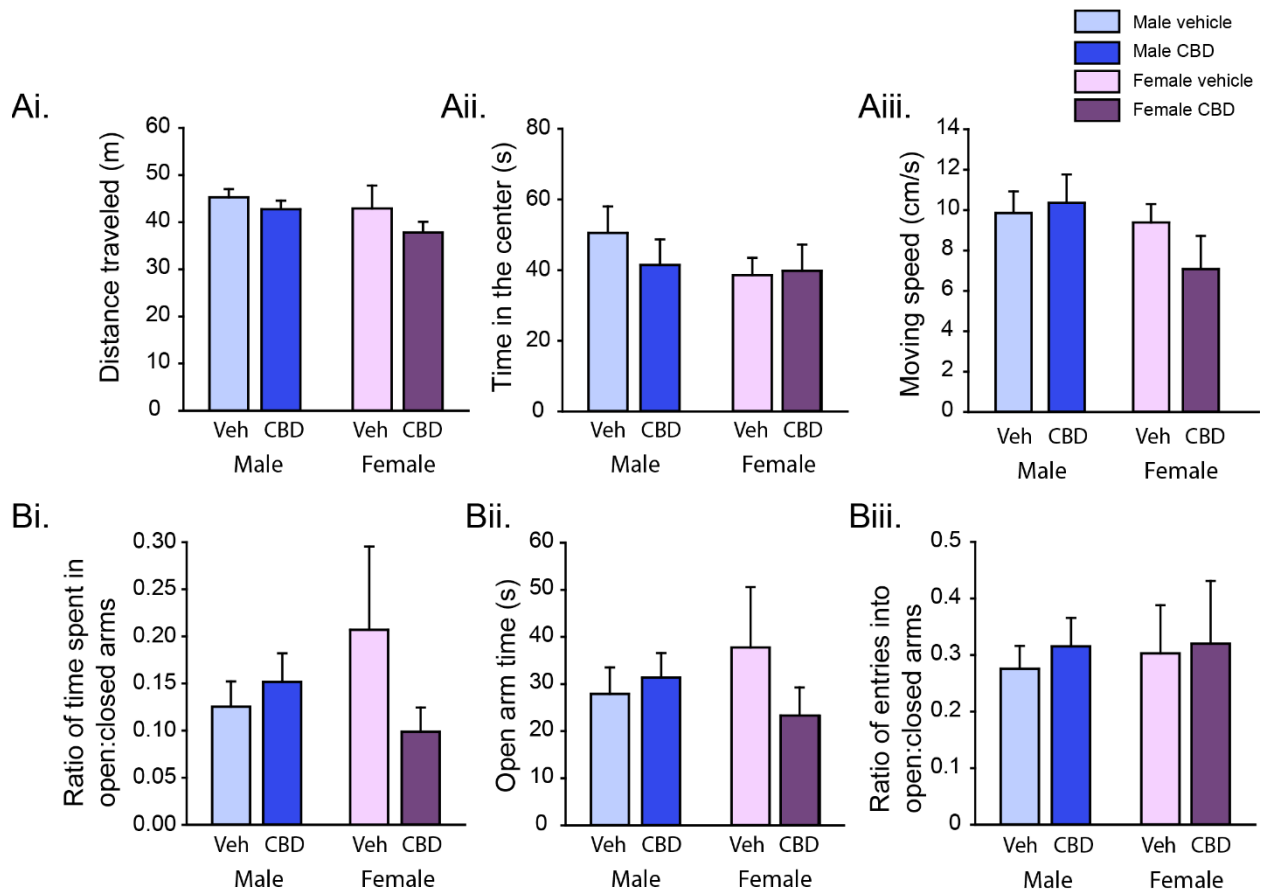 Male vehicle
Male CBD
Female vehicle
Female CBD
Ai.
Distance traveled (m)
60
50
40
30
20
10
0
Veh CBD Veh CBD
Male Female
Aii.
Time in the center (s)
80
60
40
20
0
Veh CBD Veh CBD
Male Female
Aiii.
Moving speed (cm/s)
14
12
10
8
6
4
2
0
Veh CBD Veh CBD
Male Female
Bi.
Ratio of time spent in
open:closed arms
0.30
0.25
0.20
0.15
0.10
0.05
0.00
Veh CBD Veh CBD
Male Female
Bii.
Open arm time (s)
60
50
40
30
20
10
0
Veh CBD Veh CBD
Male Female
Biii.
Ratio of entries into
open:closed arms
0.5
0.4
0.3
0.2
0.1
0
Veh CBD Veh CBD
Male Female